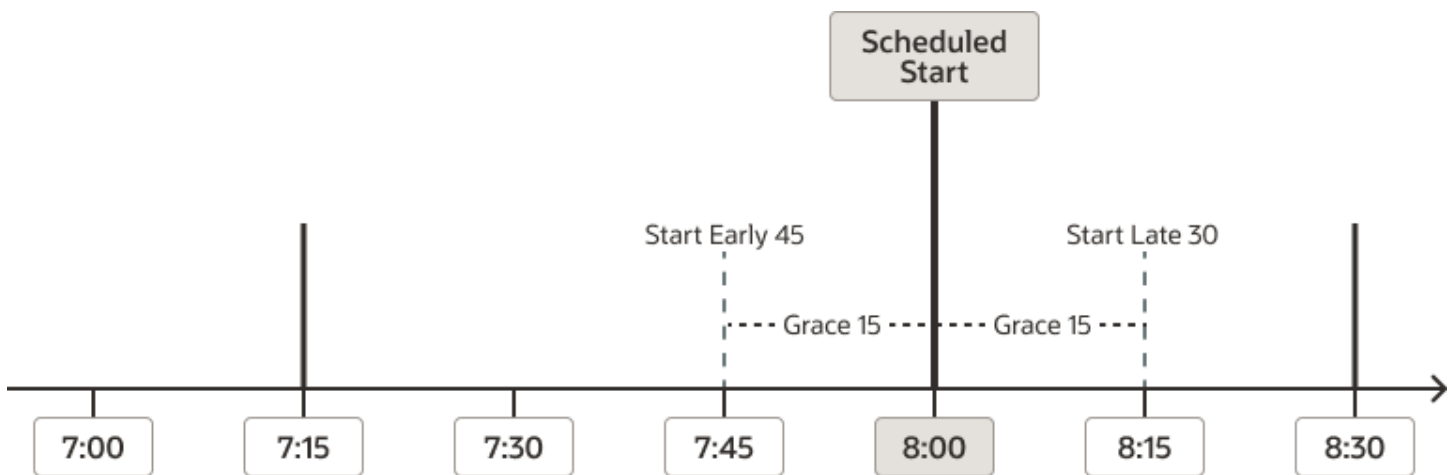 Scheduled
Start
Start Early 45
Start Late 30
Grace 15
Grace 15
7:00
7:15
7:30
7:45
8:00
8:15
8:30